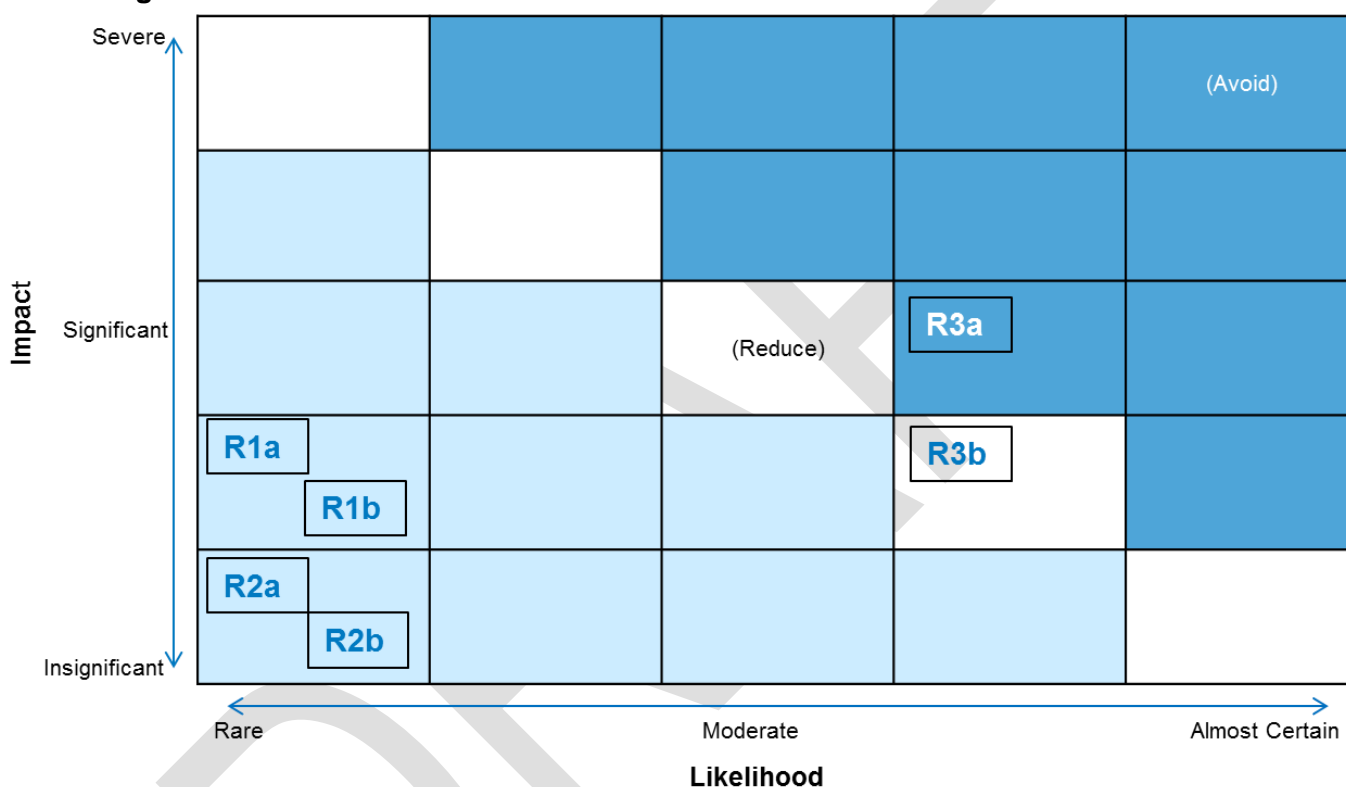 Severe
(Avoid)
Impact
Significant
(Reduce)
R3a
R1a
R3b
R1b
R2a
R2b
Insignificant
Rare
Moderate
Almost Certain
Likelihood